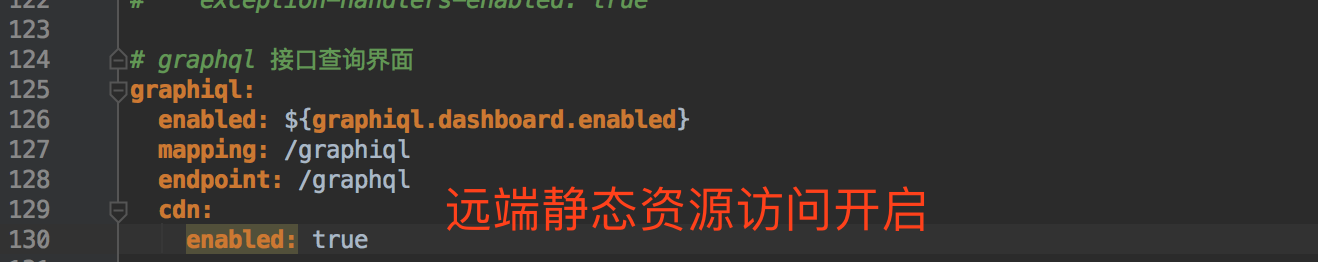 122 # exception-handlers-enabled: true
123
124 # graphql 接口查询界面
125 graphiql:
126 enabled: ${graphiql.dashboard.enabled}
127 mapping: /graphiql
128 endpoint: /graphql
129 cdn:
远端静态资源访问开启
130 enabled: true
131